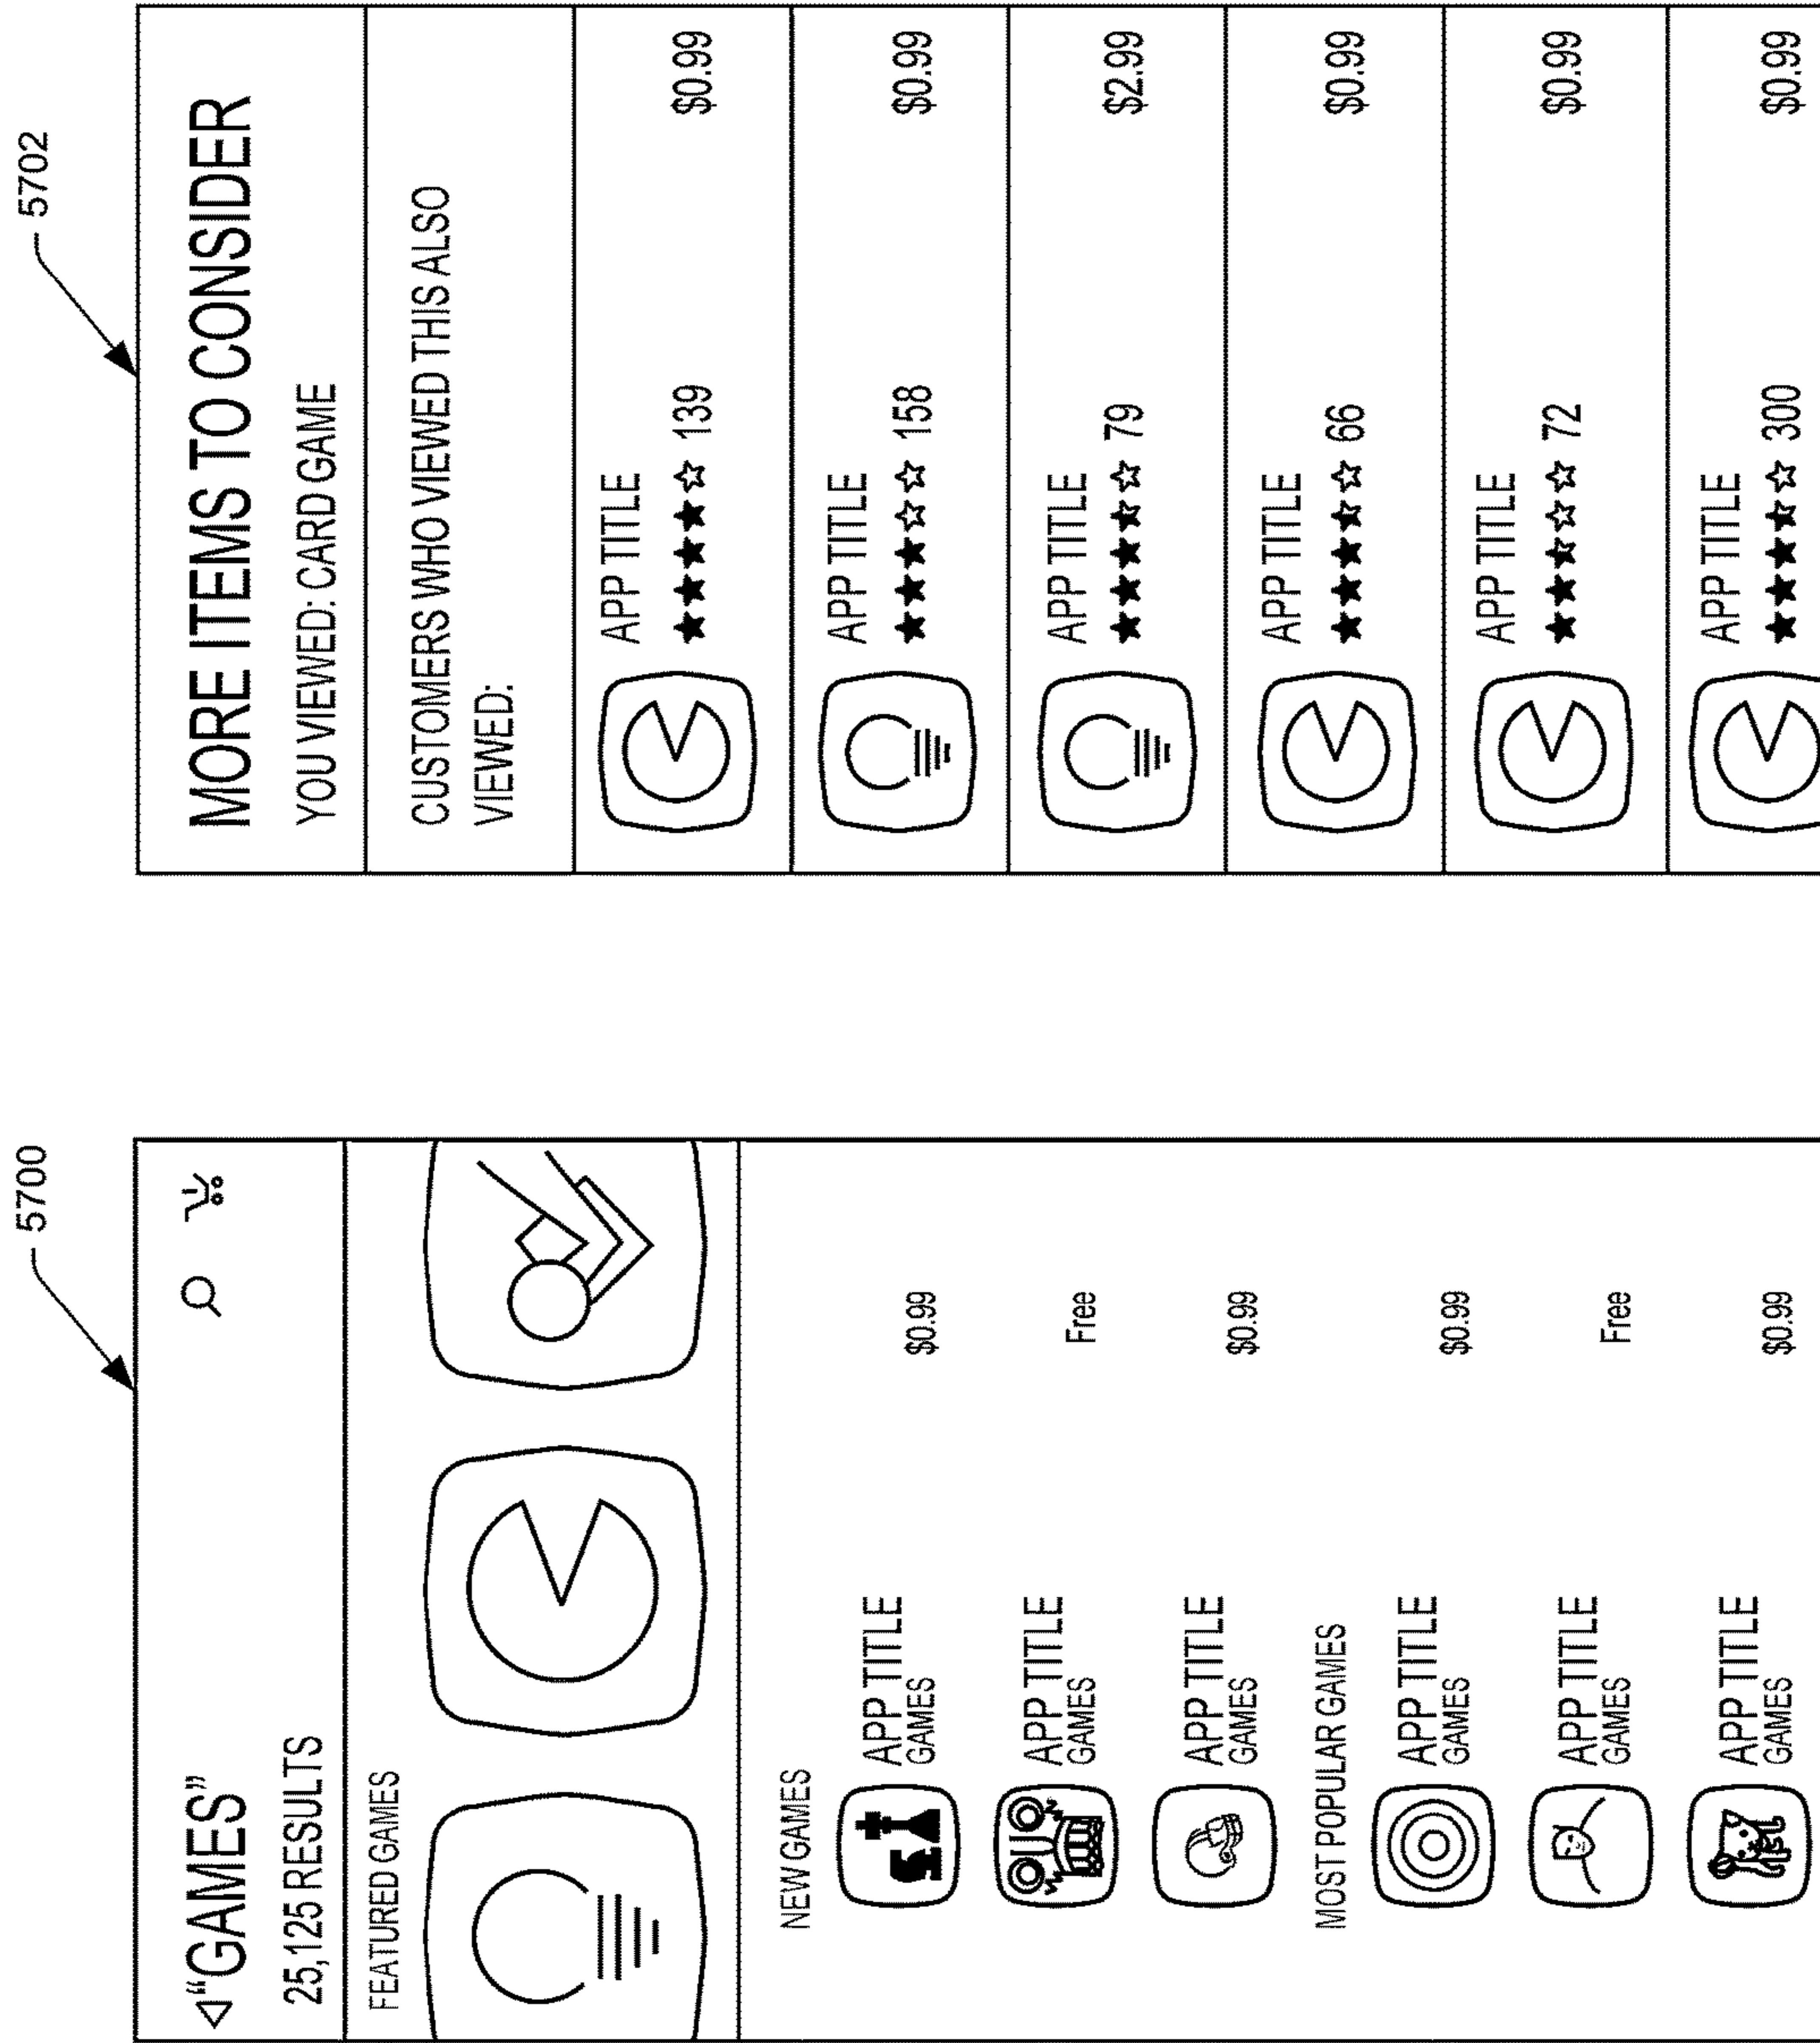 5700
◁“GAMES”
25,125 RESULTS
FEATURED GAMES
NEW GAMES
APP TITLE
GAMES
$0.99
APP TITLE
GAMES
Free
APP TITLE
GAMES
$0.99
MOST POPULAR GAMES
APP TITLE
GAMES
$0.99
APP TITLE
GAMES
Free
APP TITLE
GAMES
$0.99
5702
MORE ITEMS TO CONSIDER
YOU VIEWED: CARD GAME
CUSTOMERS WHO VIEWED THIS ALSO
VIEWED:
APP TITLE
139 $0.99
APP TITLE
158 $0.99
APP TITLE
79 $2.99
APP TITLE
66 $0.99
APP TITLE
72 $0.99
APP TITLE
300 $0.99